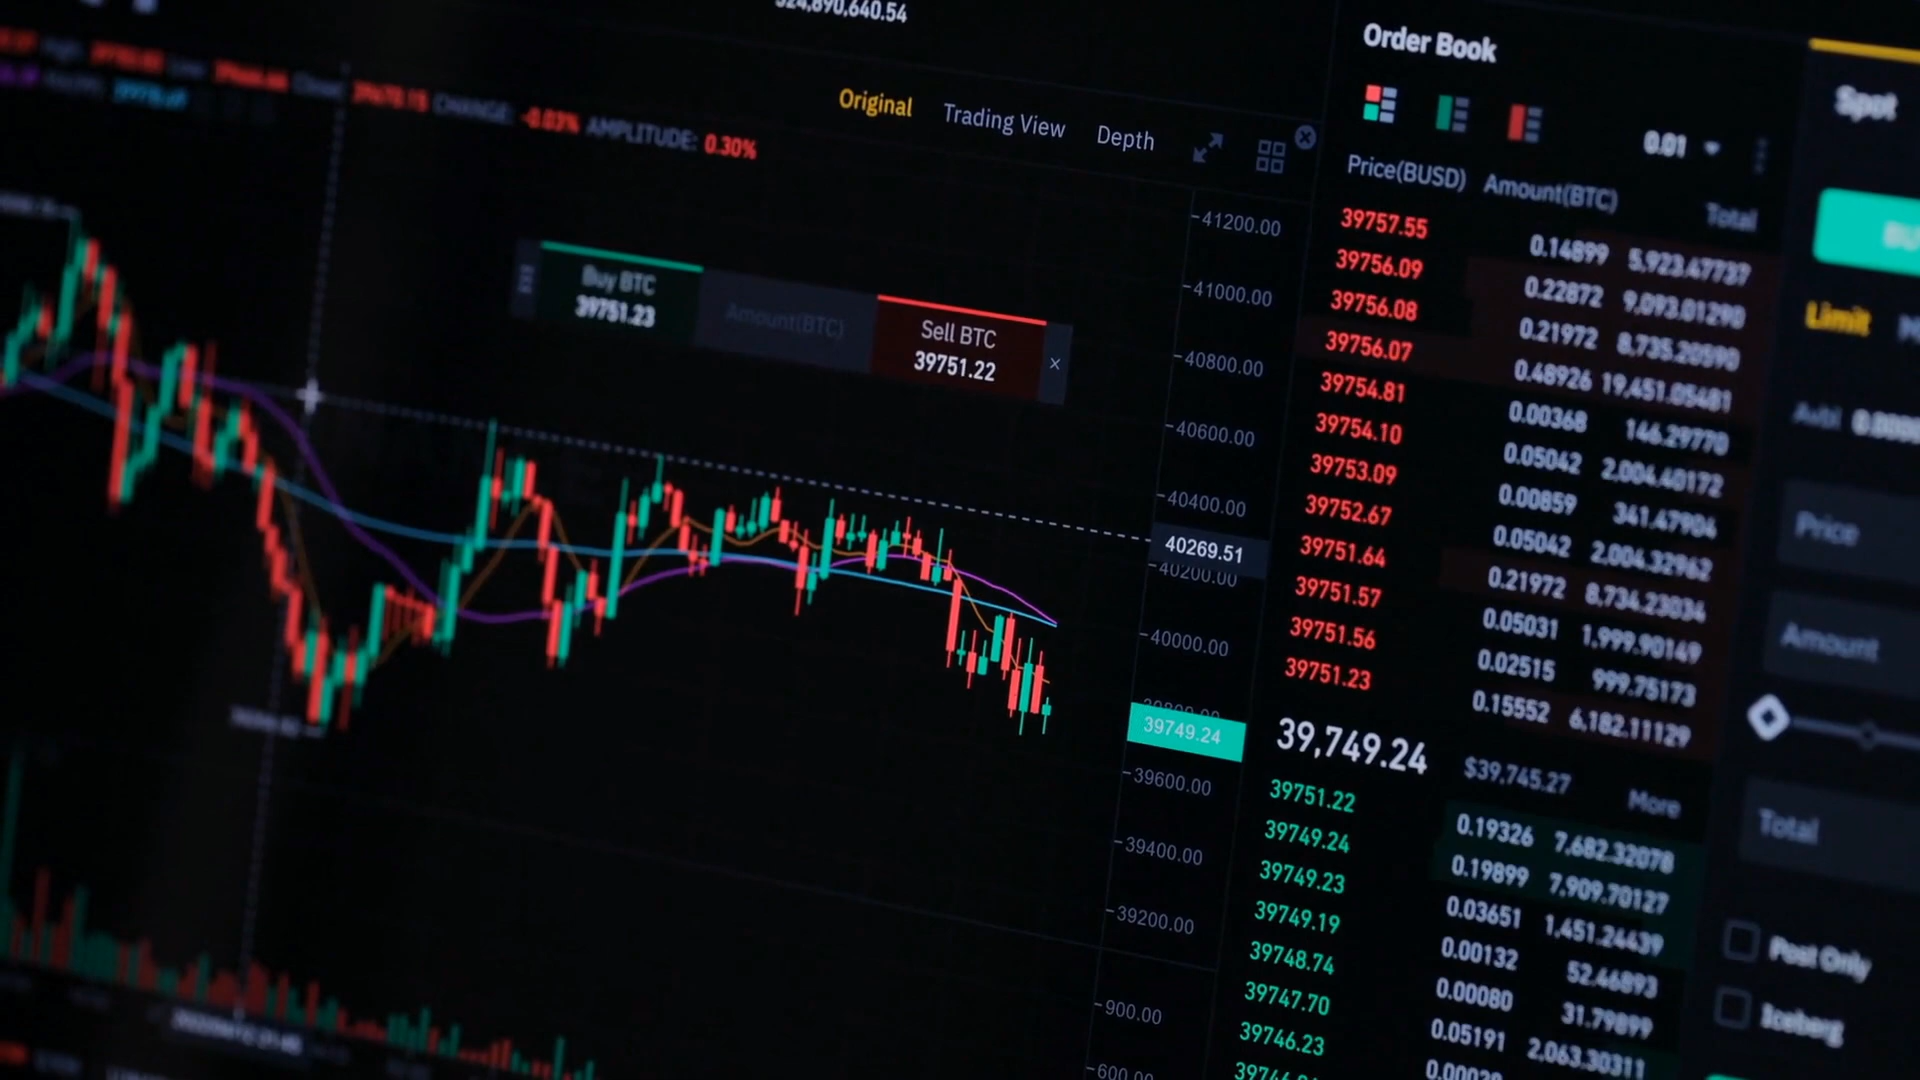 Order Book
Spot
CHANGE: -0.03% AMPLITUDE: 0.30%
Original Trading View Depth
0.01
Price(BUSD) Amount(BTC) Total
Buy BTC
39751.23
Amount(BTC)
Sell BTC
39751.22
41200.00
41000.00
40800.00
40600.00
40400.00
40269.51
40200.00
40000.00
39749.24
39600.00
39400.00
39200.00
900.00
600.00
39757.55 0.14899 5,923.47737
39756.09 0.22872 9,093.01290
39756.08 0.21972 8,735.20590
39756.07 0.48926 19,451.05481
39754.81 0.00368 146.29770
39754.10 0.05042 2,004.40172
39753.09 0.00859 341.47904
39752.67 0.05042 2,004.32962
39751.64 0.21972 8,734.23034
39751.57 0.05031 1,999.90149
39751.56 0.02515 999.75173
39751.23 0.15552 6,182.11129
39,749.24 $39,745.27 More
39751.22 0.19326 7,682.32078
39749.24 0.19899 7,909.70127
39749.23 0.03651 1,451.24439
39749.19 0.00132 52.46893
39748.74 0.00080 31.79899
39747.70 0.05191 2,063.30311
39746.23
Limit
Price
Amount
Total
Post Only
Iceberg